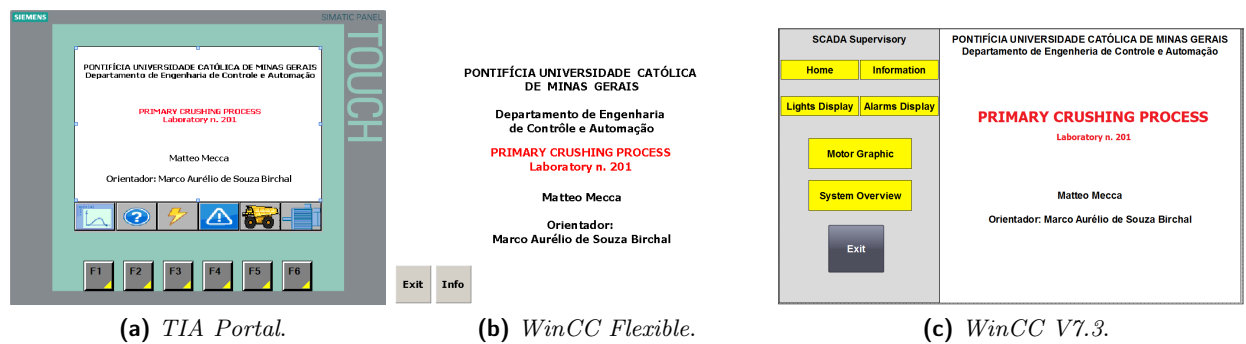 SIEMENS
SIMATIC PANEL
TOUCH
PONTIFÍCIA UNIVERSIDADE CATÓLICA DE MINAS GERAIS
Departamento de Engenharia de Controle e Automação
PRIMARY CRUSHING PROCESS
Laboratory n. 201
Matteo Mecca
Orientador: Marco Aurélio de Souza Birchal
F1 F2 F3 F4 F5 F6
(a) TIA Portal.
PONTIFÍCIA UNIVERSIDADE CATÓLICA
DE MINAS GERAIS
Departamento de Engenharia
de Contrôle e Automação
PRIMARY CRUSHING PROCESS
Laboratory n. 201
Matteo Mecca
Orientador:
Marco Aurélio de Souza Birchal
Exit Info
(b) WinCC Flexible.
SCADA Supervisory
Home Information
Lights Display Alarms Display
Motor Graphic
System Overview
Exit
PONTIFÍCIA UNIVERSIDADE CATÓLICA DE MINAS GERAIS
Departamento de Engenharia de Controle e Automação
PRIMARY CRUSHING PROCESS
Laboratory n. 201
Matteo Mecca
Orientador: Marco Aurélio de Souza Birchal
(c) WinCC V7.3.